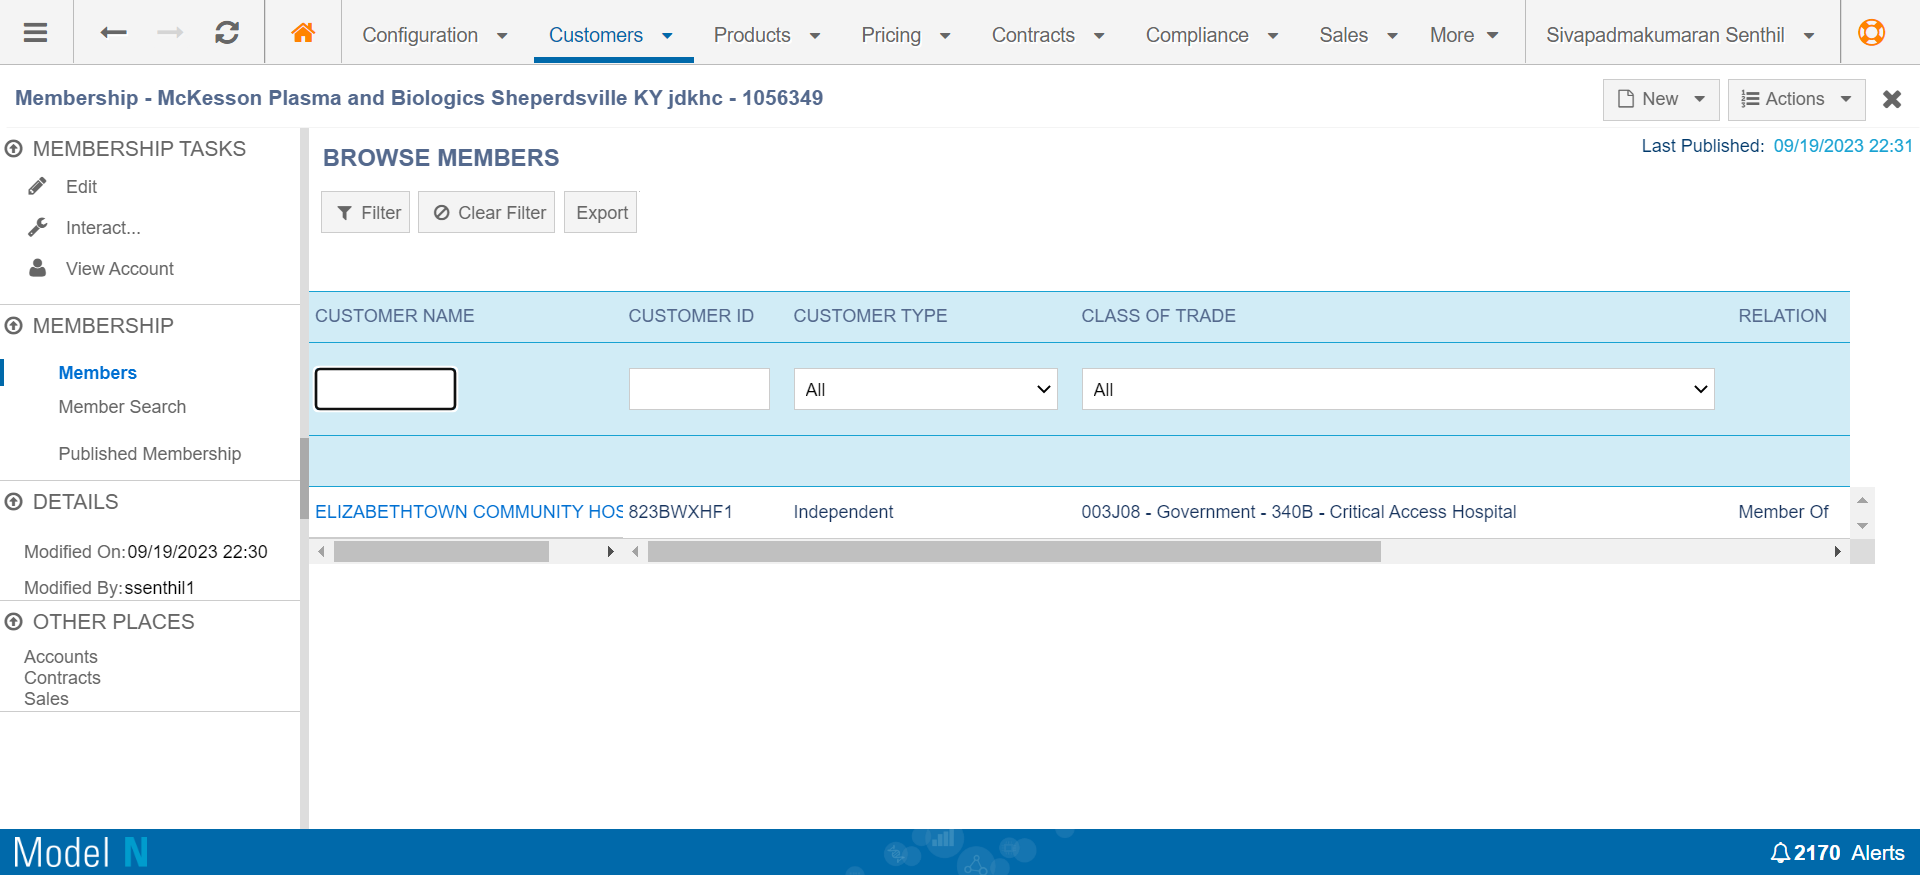 Configuration Customers Products Pricing Contracts Compliance Sales More Sivapadmakumaran Senthil
Membership - McKesson Plasma and Biologics Sheperdsville KY jdkhc - 1056349
New Actions
Last Published: 09/19/2023 22:31
MEMBERSHIP TASKS
Edit
Interact...
View Account
MEMBERSHIP
Members
Member Search
Published Membership
DETAILS
Modified On:09/19/2023 22:30
Modified By:ssenthil1
OTHER PLACES
Accounts
Contracts
Sales
BROWSE MEMBERS
Filter Clear Filter Export
CUSTOMER NAME CUSTOMER ID CUSTOMER TYPE CLASS OF TRADE RELATION
All All
ELIZABETHTOWN COMMUNITY HOS 823BWXHF1 Independent 003J08 - Government - 340B - Critical Access Hospital Member Of
Model N
2170 Alerts